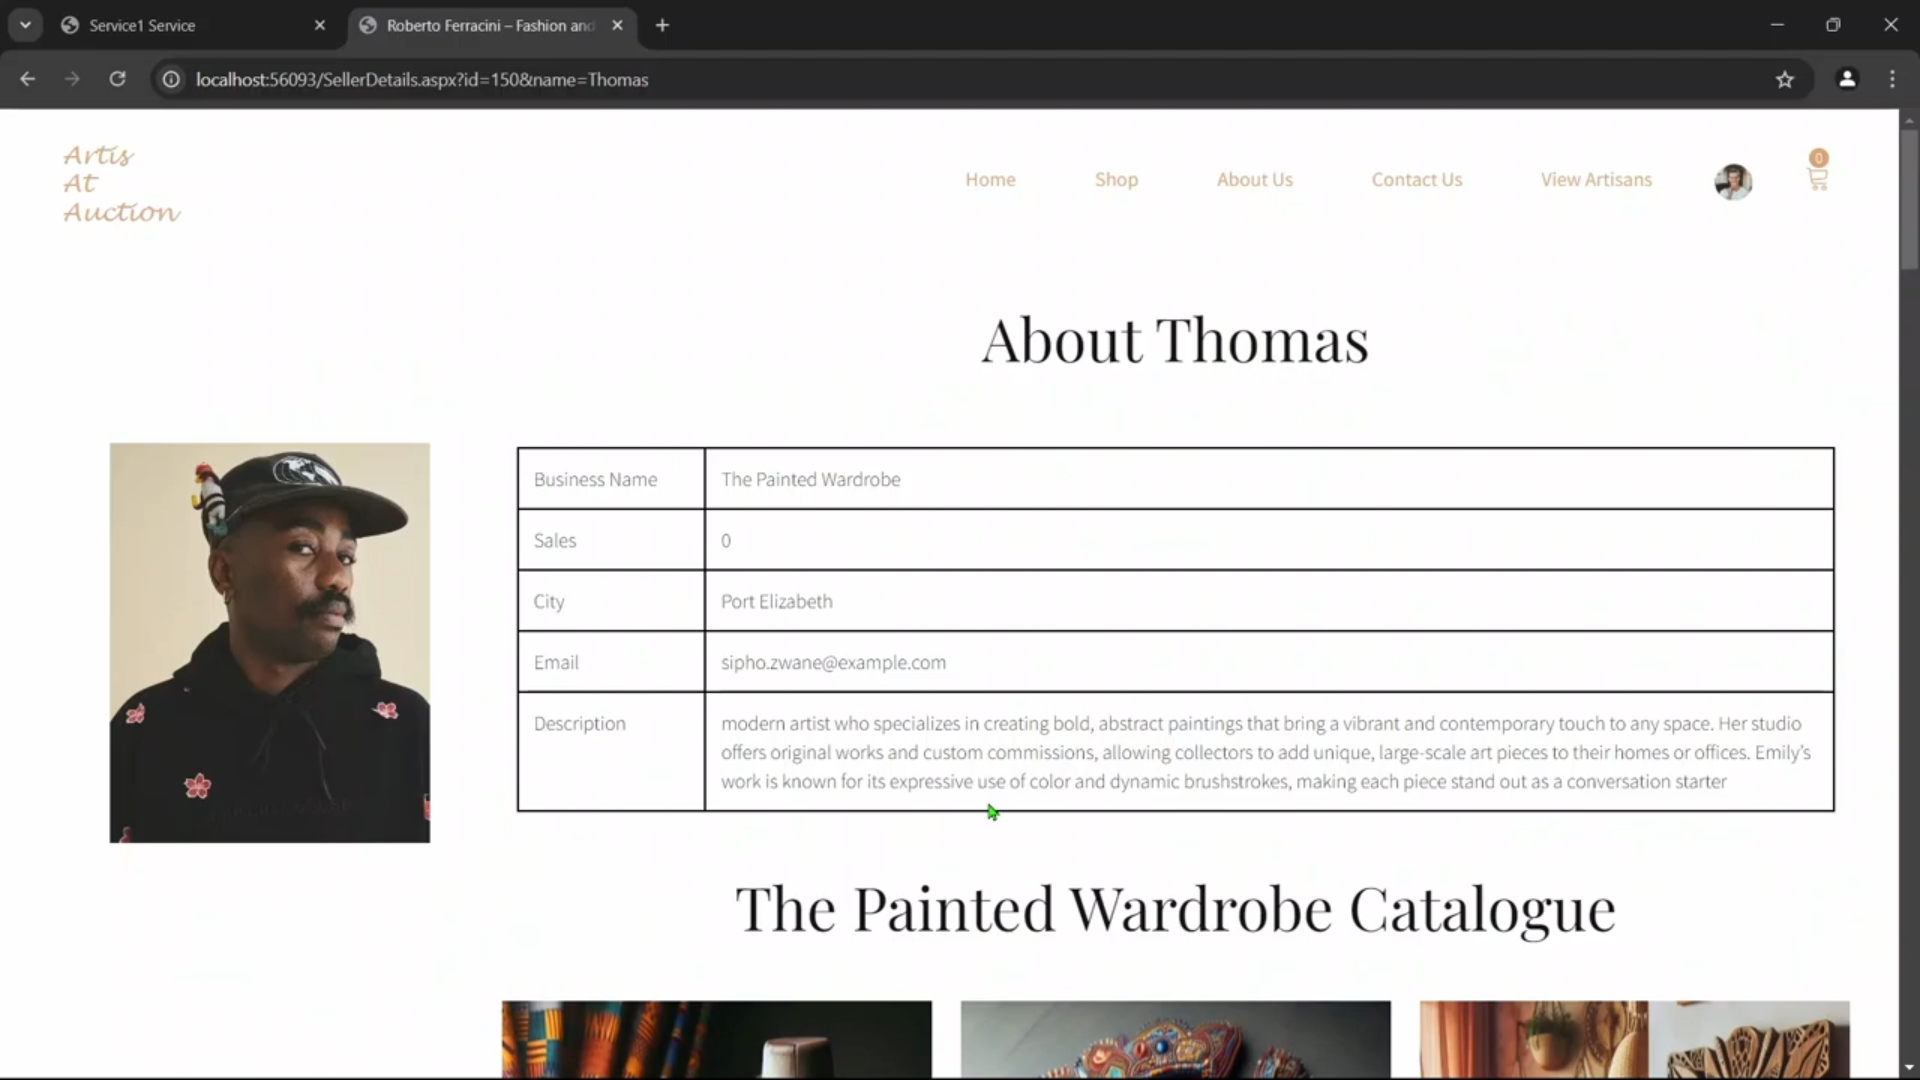 Service1 Service
Roberto Ferracini – Fashion and
localhost:56093/SellerDetails.aspx?id=150&name=Thomas
Artis
At
Auction
Home
Shop
About Us
Contact Us
View Artisans
0
About Thomas
Business Name
The Painted Wardrobe
Sales
0
City
Port Elizabeth
Email
sipho.zwane@example.com
Description
modern artist who specializes in creating bold, abstract paintings that bring a vibrant and contemporary touch to any space. Her studio
offers original works and custom commissions, allowing collectors to add unique, large-scale art pieces to their homes or offices. Emily's
work is known for its expressive use of color and dynamic brushstrokes, making each piece stand out as a conversation starter
The Painted Wardrobe Catalogue